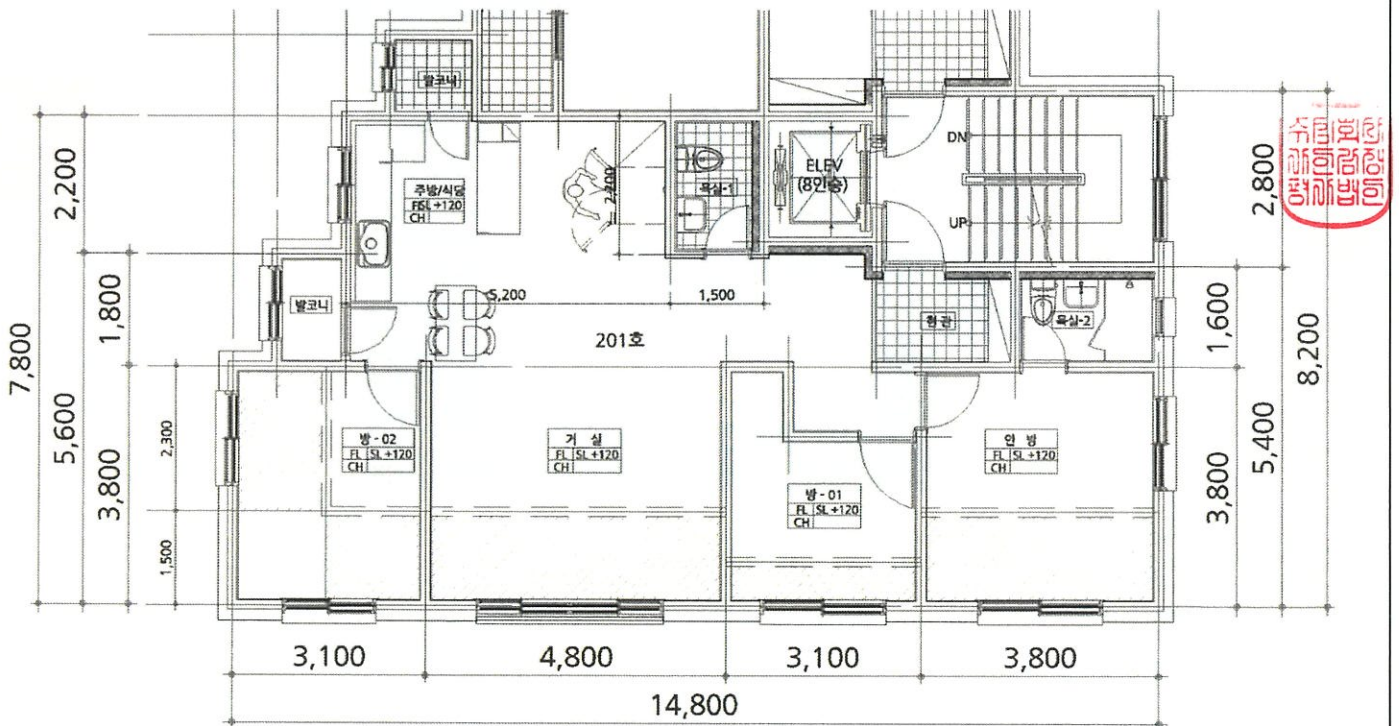 발코니
2,200
주방/식당
FL SL +120
CH
2,700
욕실-1
ELEV
(8인승)
DN
UP
2,800
7,800
5,600
1,800
3,800
2,300
1,500
발코니
5,200
1,500
201호
현관
욕실-2
1,600
5,400
8,200
3,800
방 - 02
FL SL +120
CH
거 실
FL SL +120
CH
방 - 01
FL SL +120
CH
안 방
FL SL +120
CH
3,100
4,800
3,100
3,800
14,800